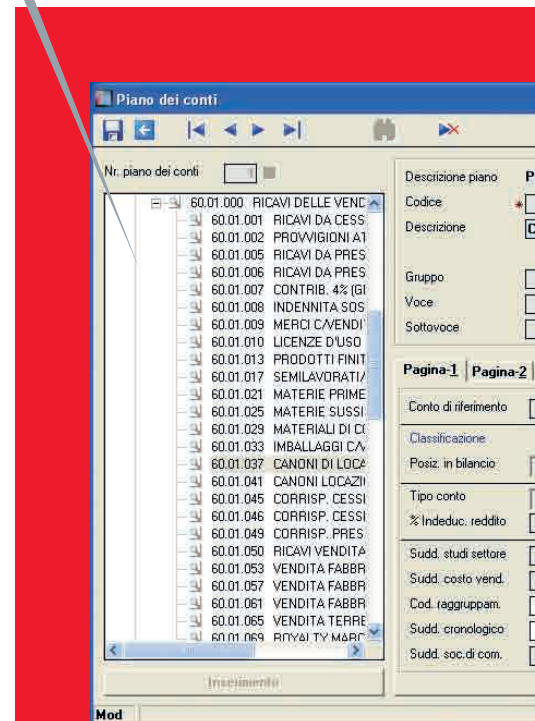 Piano dei conti
Nr. piano dei conti 1
60.01.000 RICAVI DELLE VENC
60.01.001 RICAVI DA CESS
60.01.002 PROVVIGIONI AT
60.01.005 RICAVI DA PRES
60.01.006 RICAVI DA PRES
60.01.007 CONTRIB. 4% (GI
60.01.008 INDENNITA SOS
60.01.009 MERCI C/VENDI
60.01.010 LICENZE D'USO
60.01.013 PRODOTTI FINIT
60.01.017 SEMILAVORATI/
60.01.021 MATERIE PRIME
60.01.025 MATERIE SUSSI
60.01.029 MATERIALI DI C
60.01.033 IMBALLAGGI C/
60.01.037 CANONI DI LOCA
60.01.041 CANONI LOCAZI
60.01.045 CORRISP. CESSI
60.01.046 CORRISP. CESSI
60.01.049 CORRISP. PRES
60.01.050 RICAVI VENDITA
60.01.053 VENDITA FABBR
60.01.057 VENDITA FABBR
60.01.061 VENDITA FABBR
60.01.065 VENDITA TERRE
60.01.069 ROYALTY MARC
Inserimento
Mod
Descrizione piano P
Codice *
Descrizione C
Gruppo
Voce
Sottovoce
Pagina-1 Pagina-2
Conto di riferimento
Classificazione
Posiz. in bilancio
Tipo conto
% Indeduc. reddito
Sudd. studi settore
Sudd. costo vend.
Cod. raggruppam.
Sudd. cronologico
Sudd. soc.di com.